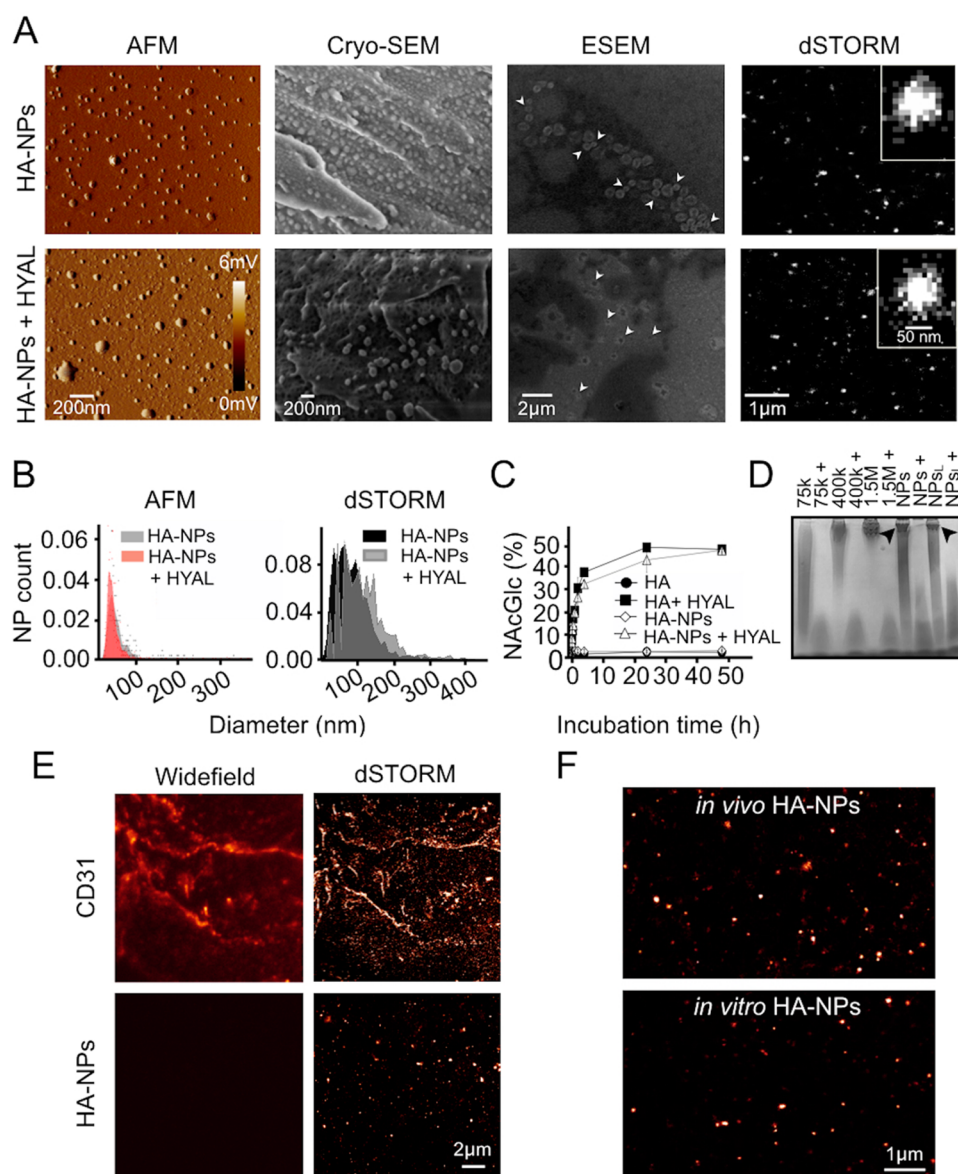 A
AFM
Cryo-SEM
ESEM
dSTORM
HA-NPs
HA-NPs + HYAL
6mV
0mV
200nm
200nm
2μm
1μm
50 nm
B
AFM
dSTORM
NP count
0.06
0.04
0.02
0.00
HA-NPs
HA-NPs
+ HYAL
100
200
300
0.08
0.00
HA-NPs
HA-NPs
+ HYAL
100
200
300
400
Diameter (nm)
C
NAcGlc (%)
50
40
30
20
10
0
HA
HA+ HYAL
HA-NPs
HA-NPs + HYAL
0
10
20
30
40
50
Incubation time (h)
D
75k
75k +
400k
400k +
1.5M
1.5M +
NPs
NPs +
NPsL
NPsL +
E
Widefield
dSTORM
CD31
HA-NPs
2μm
F
in vivo HA-NPs
in vitro HA-NPs
1μm